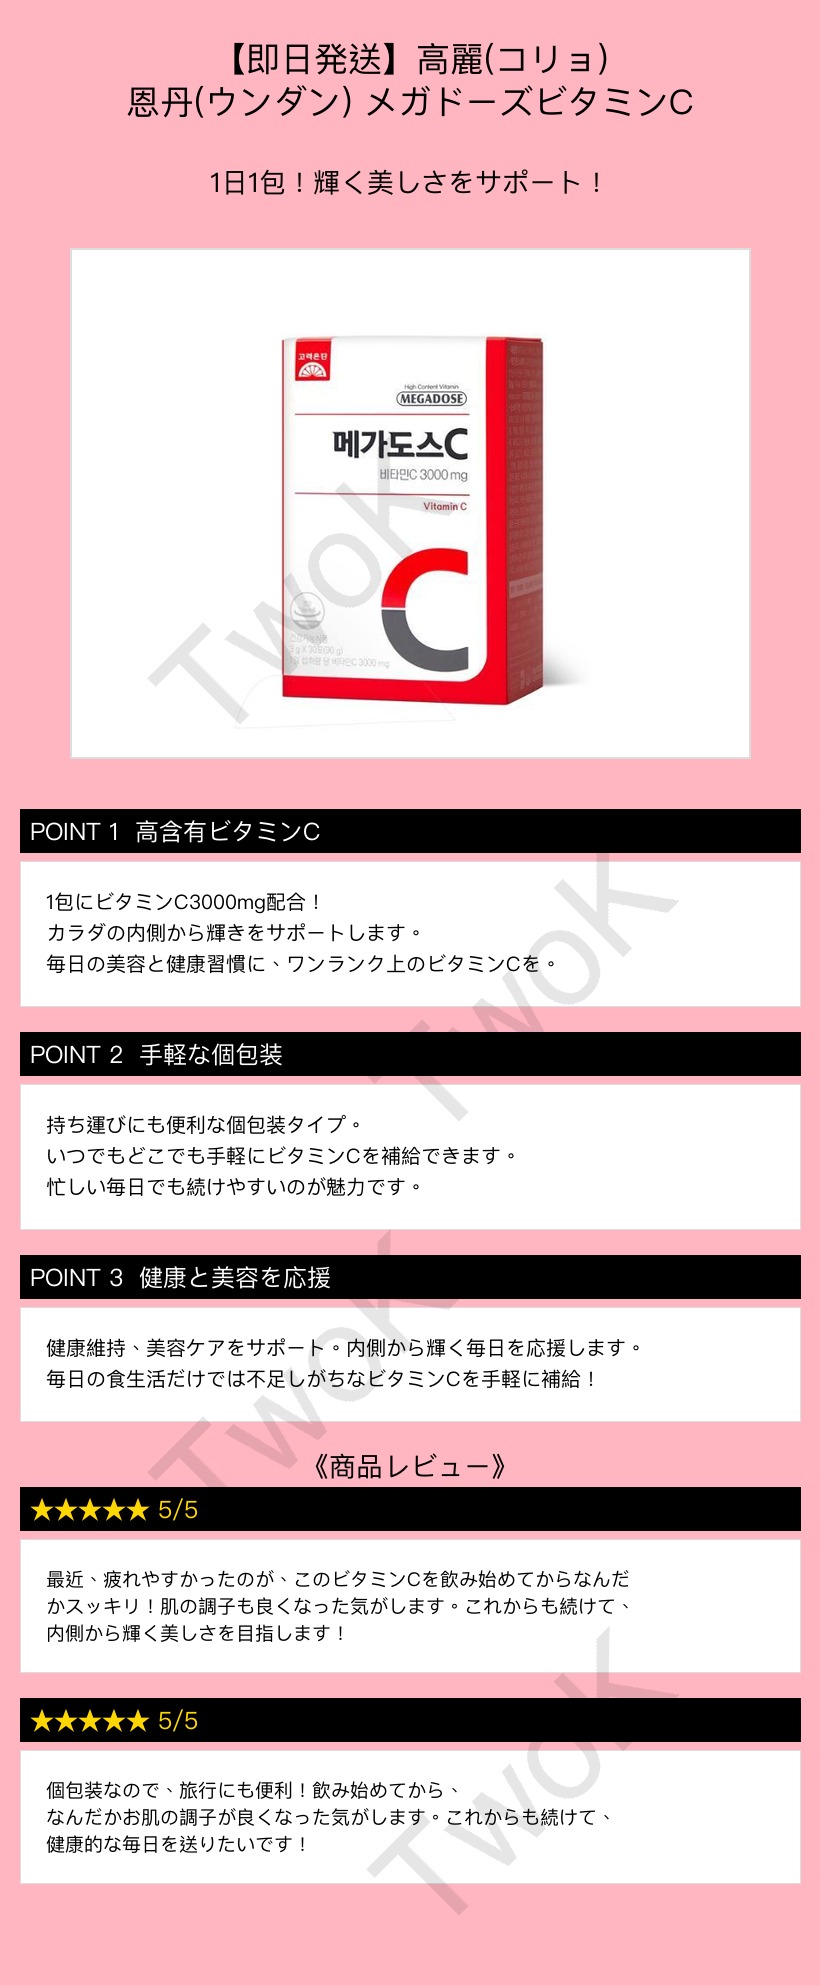 【即日発送】高麗(コリョ)
恩丹(ウンダン) メガドーズビタミンC
1日1包！輝く美しさをサポート！
고려은단
High Content Vitamin
MEGADOSE
메가도스C
비타민C 3000 mg
Vitamin C
C
건강기능식품
3 g X 30포(90 g)
1일 섭취량 당 비타민C 3000 mg
TwoK
POINT 1 高含有ビタミンC
1包にビタミンC3000mg配合！
カラダの内側から輝きをサポートします。
毎日の美容と健康習慣に、ワンランク上のビタミンCを。
TwoK
POINT 2 手軽な個包装
持ち運びにも便利な個包装タイプ。
いつでもどこでも手軽にビタミンCを補給できます。
忙しい毎日でも続けやすいのが魅力です。
POINT 3 健康と美容を応援
健康維持、美容ケアをサポート。内側から輝く毎日を応援します。
毎日の食生活だけでは不足しがちなビタミンCを手軽に補給！
TwoK
《商品レビュー》
★★★★★ 5/5
最近、疲れやすかったのが、このビタミンCを飲み始めてからなんだ
かスッキリ！肌の調子も良くなった気がします。これからも続けて、
内側から輝く美しさを目指します！
★★★★★ 5/5
個包装なので、旅行にも便利！飲み始めてから、
なんだかお肌の調子が良くなった気がします。これからも続けて、
健康的な毎日を送りたいです！
TwoK